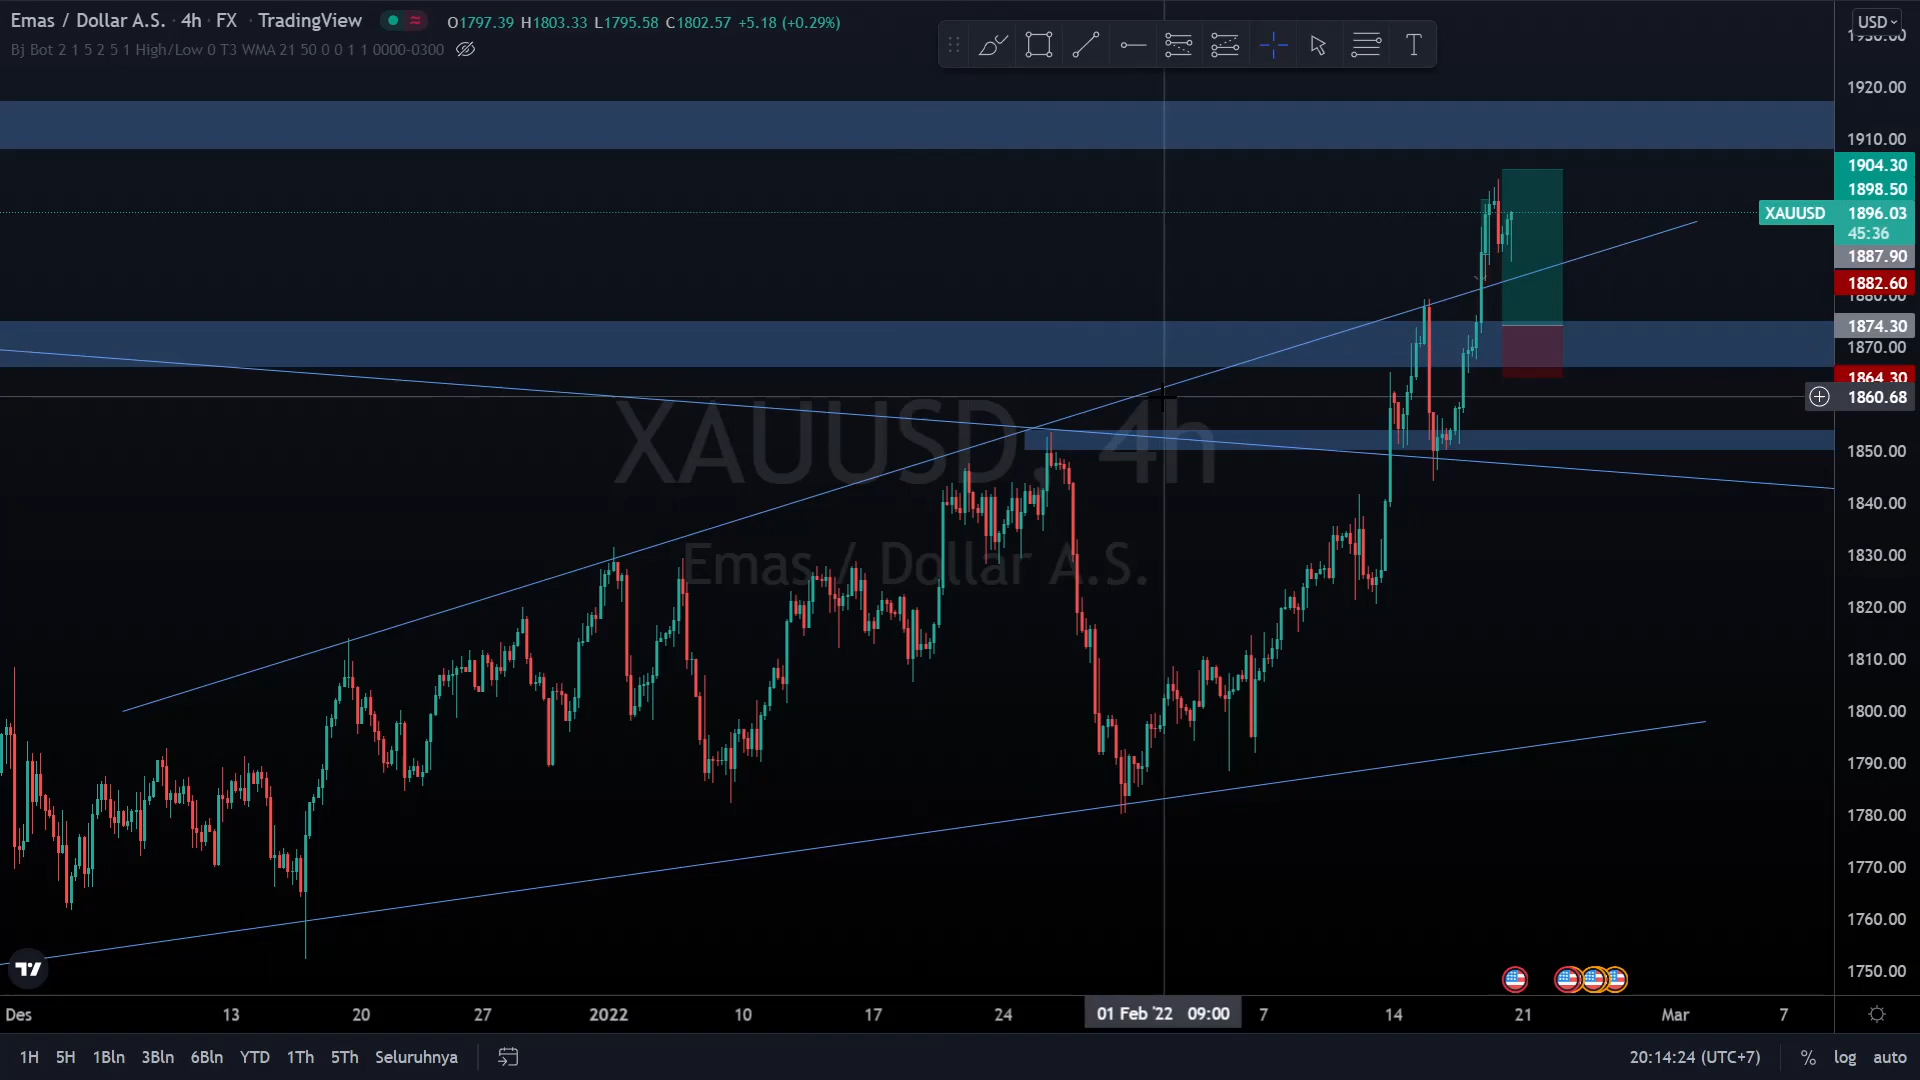 Emas / Dollar A.S. · 4h · FX · TradingView
O1797.39 H1803.33 L1795.58 C1802.57 +5.18 (+0.29%)
Bj Bot 2 1 5 2 5 1 High/Low 0 T3 WMA 21 50 0 0 1 1 0000-0300
T
USD
1930.00
1920.00
1910.00
1904.30
1898.50
XAUUSD 1896.03
45:36
1887.90
1882.60
1880.00
1874.30
1870.00
1864.30
1860.68
1850.00
1840.00
1830.00
1820.00
1810.00
1800.00
1790.00
1780.00
1770.00
1760.00
1750.00
XAUUSD, 4h
Emas / Dollar A.S.
Des 13 20 27 2022 10 17 24 01 Feb '22 09:00 7 14 21 Mar 7
1H 5H 1Bln 3Bln 6Bln YTD 1Th 5Th Seluruhnya
20:14:24 (UTC+7) % log auto